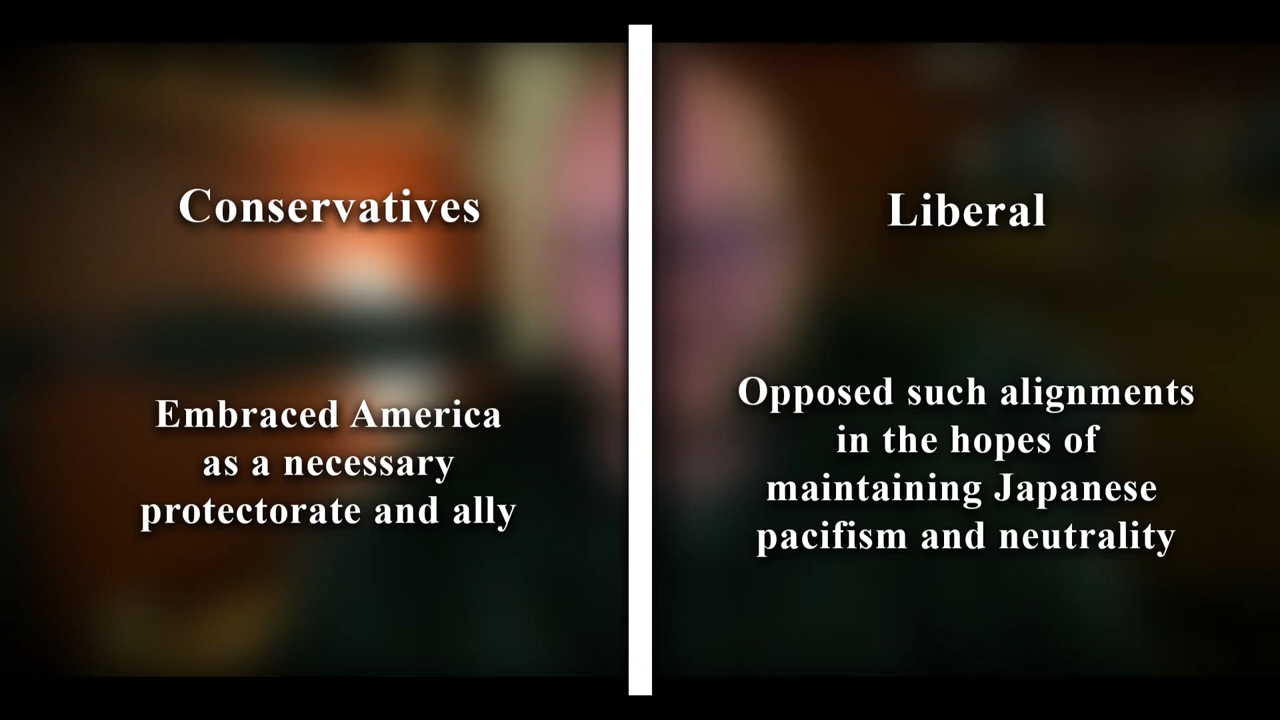 Conservatives
Embraced America
as a necessary
protectorate and ally
Liberal
Opposed such alignments
in the hopes of
maintaining Japanese
pacifism and neutrality